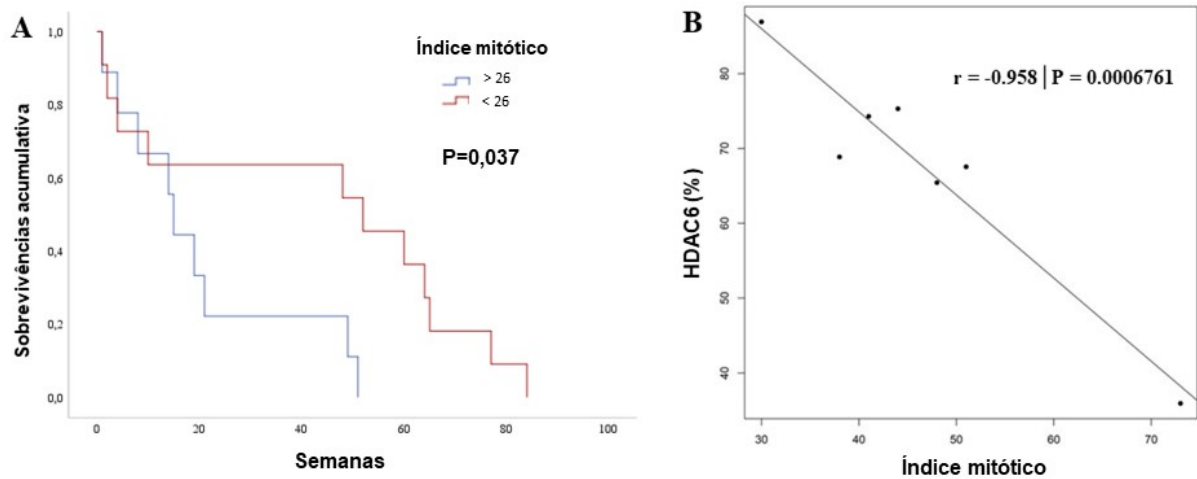 A
Índice mitótico
> 26
< 26
P=0,037
Sobrevivências acumulativa
1,0
0,8
0,6
0,4
0,2
0,0
0 20 40 60 80 100
Semanas
B
r = -0.958 | P = 0.0006761
HDAC6 (%)
80
70
60
50
40
30 40 50 60 70
Índice mitótico